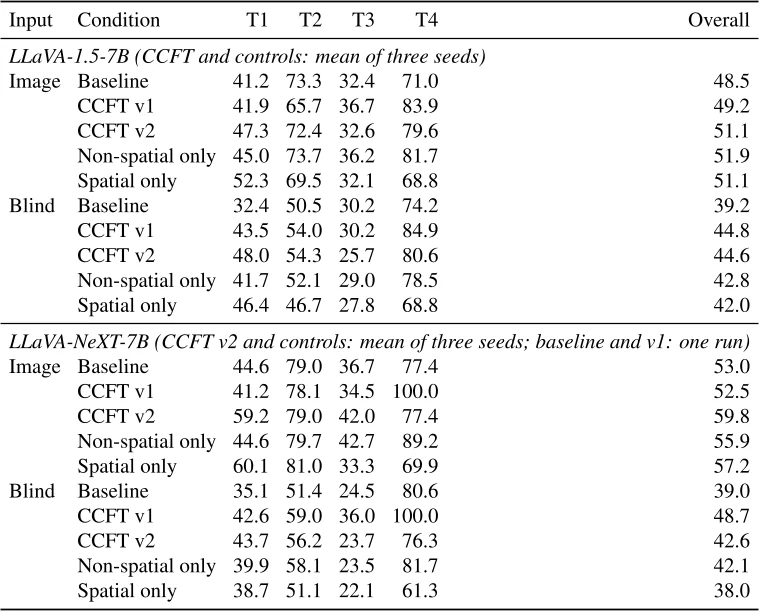 Input Condition T1 T2 T3 T4 Overall
LLaVA-1.5-7B (CCFT and controls: mean of three seeds)
Image Baseline 41.2 73.3 32.4 71.0 48.5
CCFT v1 41.9 65.7 36.7 83.9 49.2
CCFT v2 47.3 72.4 32.6 79.6 51.1
Non-spatial only 45.0 73.7 36.2 81.7 51.9
Spatial only 52.3 69.5 32.1 68.8 51.1
Blind Baseline 32.4 50.5 30.2 74.2 39.2
CCFT v1 43.5 54.0 30.2 84.9 44.8
CCFT v2 48.0 54.3 25.7 80.6 44.6
Non-spatial only 41.7 52.1 29.0 78.5 42.8
Spatial only 46.4 46.7 27.8 68.8 42.0
LLaVA-NeXT-7B (CCFT v2 and controls: mean of three seeds; baseline and v1: one run)
Image Baseline 44.6 79.0 36.7 77.4 53.0
CCFT v1 41.2 78.1 34.5 100.0 52.5
CCFT v2 59.2 79.0 42.0 77.4 59.8
Non-spatial only 44.6 79.7 42.7 89.2 55.9
Spatial only 60.1 81.0 33.3 69.9 57.2
Blind Baseline 35.1 51.4 24.5 80.6 39.0
CCFT v1 42.6 59.0 36.0 100.0 48.7
CCFT v2 43.7 56.2 23.7 76.3 42.6
Non-spatial only 39.9 58.1 23.5 81.7 42.1
Spatial only 38.7 51.1 22.1 61.3 38.0